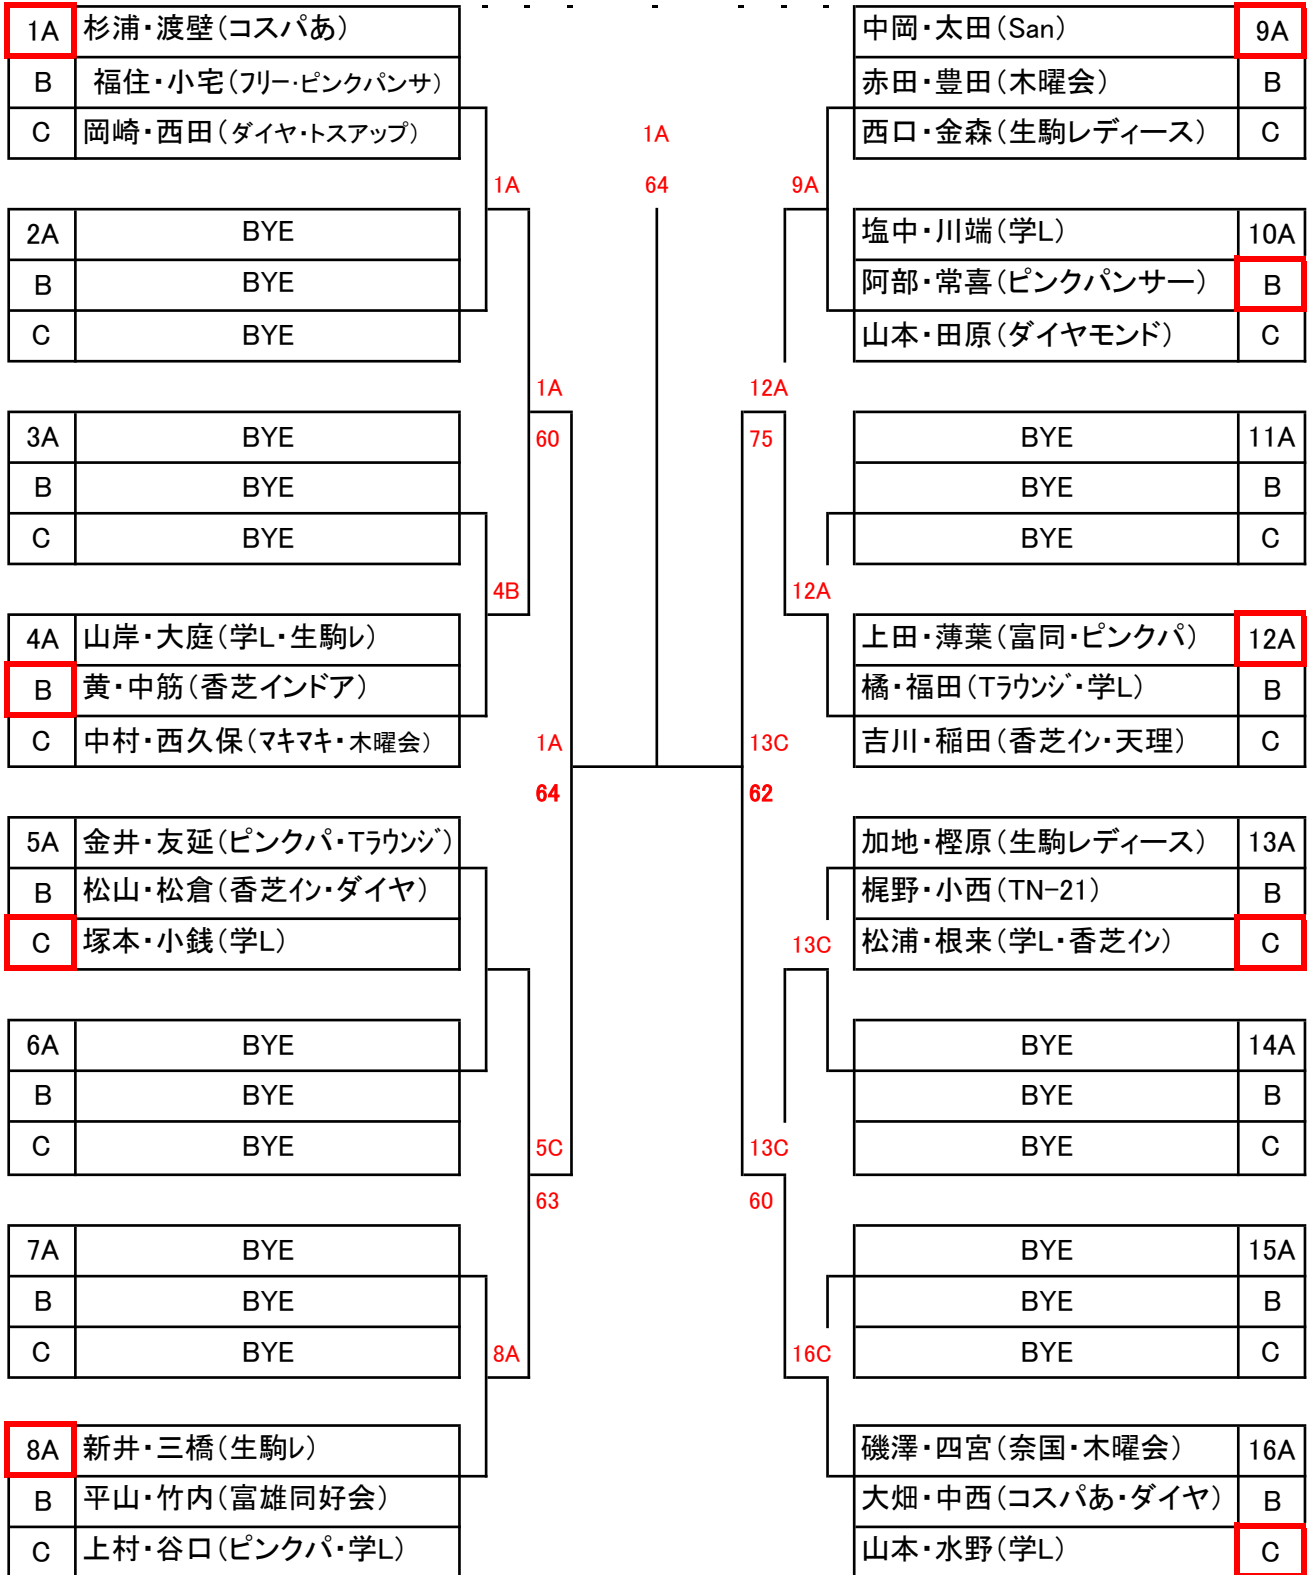 1A 杉浦・渡壁(コスパあ)
B 福住・小宅(フリー・ピンクパンサ)
C 岡崎・西田(ダイヤ・トスアップ)
1A
2A BYE
B BYE
C BYE
1A
60
3A BYE
B BYE
C BYE
4B
4A 山岸・大庭(学L・生駒レ)
B 黄・中筋(香芝インドア)
C 中村・西久保(マキマキ・木曜会)
1A
64
5A 金井・友延(ピンクパ・Tラウンジ)
B 松山・松倉(香芝イン・ダイヤ)
C 塚本・小銭(学L)
6A BYE
B BYE
C BYE
5C
63
7A BYE
B BYE
C BYE
8A
8A 新井・三橋(生駒レ)
B 平山・竹内(富雄同好会)
C 上村・谷口(ピンクパ・学L)
1A
64
中岡・太田(San) 9A
赤田・豊田(木曜会) B
西口・金森(生駒レディース) C
9A
塩中・川端(学L) 10A
阿部・常喜(ピンクパンサー) B
山本・田原(ダイヤモンド) C
12A
75
BYE 11A
BYE B
BYE C
12A
上田・薄葉(富同・ピンクパ) 12A
橘・福田(Tラウンジ・学L) B
吉川・稲田(香芝イン・天理) C
13C
62
加地・樫原(生駒レディース) 13A
梶野・小西(TN-21) B
松浦・根来(学L・香芝イン) C
13C
BYE 14A
BYE B
BYE C
13C
60
BYE 15A
BYE B
BYE C
16C
磯澤・四宮(奈国・木曜会) 16A
大畑・中西(コスパあ・ダイヤ) B
山本・水野(学L) C